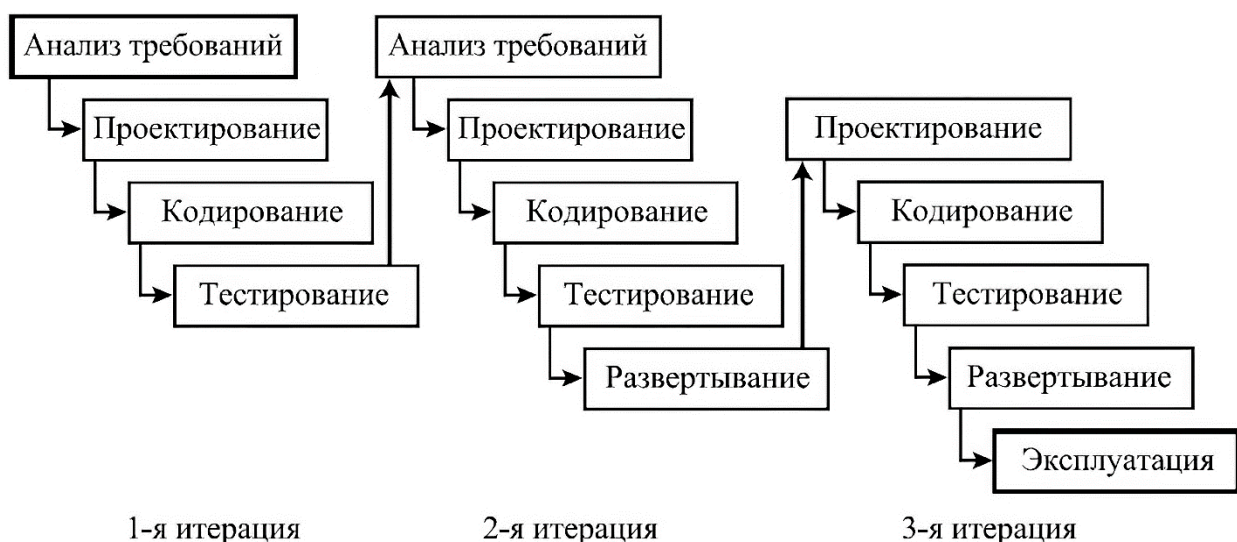 Анализ требований
Проектирование
Кодирование
Тестирование
Анализ требований
Проектирование
Кодирование
Тестирование
Развертывание
Проектирование
Кодирование
Тестирование
Развертывание
Эксплуатация
1-я итерация
2-я итерация
3-я итерация